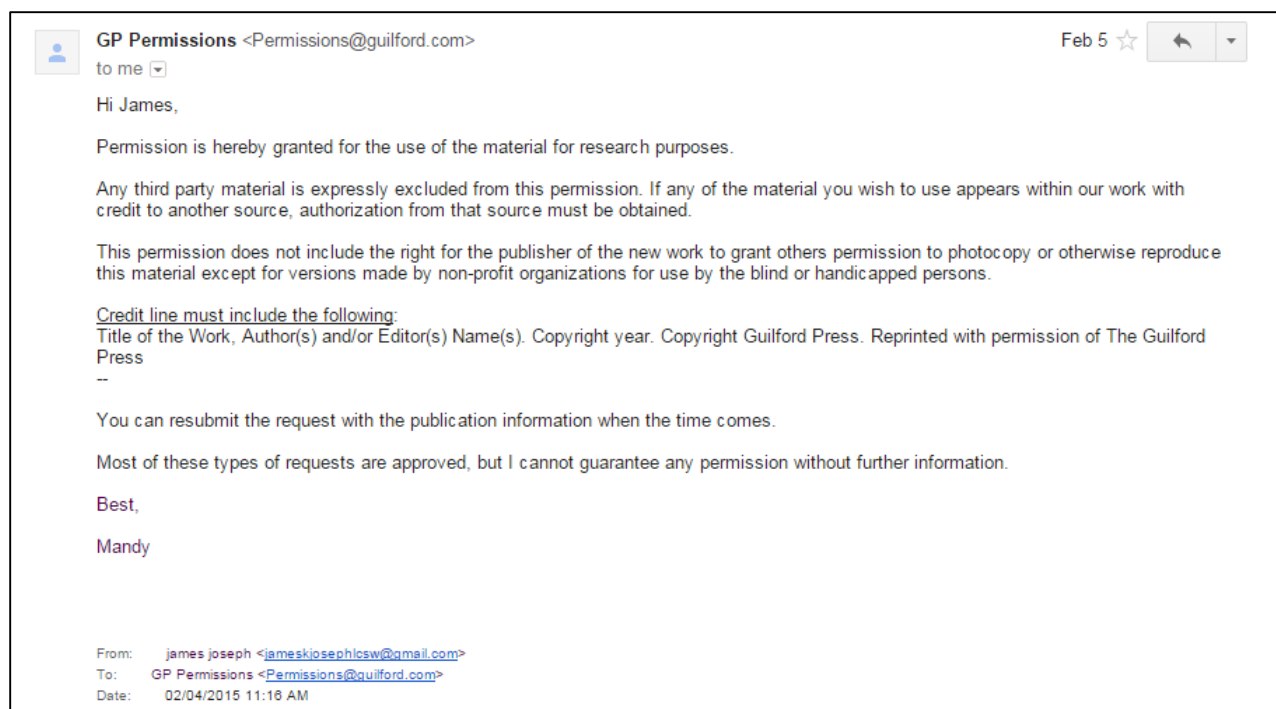 GP Permissions <Permissions@guilford.com>
Feb 5
to me
Hi James,
Permission is hereby granted for the use of the material for research purposes.
Any third party material is expressly excluded from this permission. If any of the material you wish to use appears within our work with
credit to another source, authorization from that source must be obtained.
This permission does not include the right for the publisher of the new work to grant others permission to photocopy or otherwise reproduce
this material except for versions made by non-profit organizations for use by the blind or handicapped persons.
Credit line must include the following:
Title of the Work, Author(s) and/or Editor(s) Name(s). Copyright year. Copyright Guilford Press. Reprinted with permission of The Guilford
Press
--
You can resubmit the request with the publication information when the time comes.
Most of these types of requests are approved, but I cannot guarantee any permission without further information.
Best,
Mandy
From: james joseph <jameskjosephlcsw@gmail.com>
To: GP Permissions <Permissions@guilford.com>
Date: 02/04/2015 11:16 AM